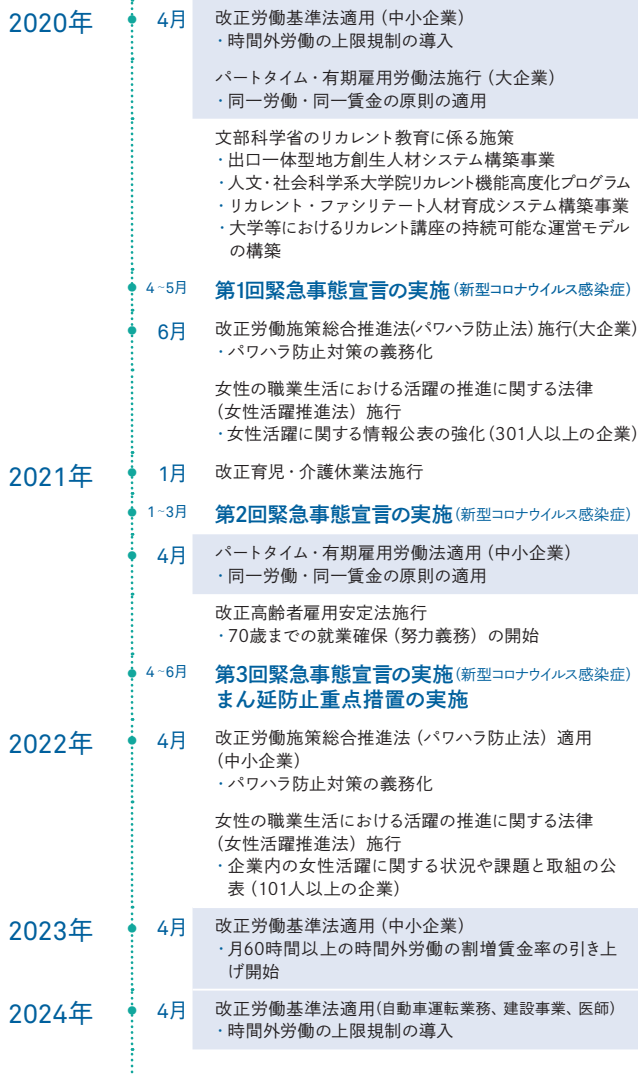 2020年
4月
改正労働基準法適用（中小企業）
・時間外労働の上限規制の導入
パートタイム・有期雇用労働法施行（大企業）
・同一労働・同一賃金の原則の適用
文部科学省のリカレント教育に係る施策
・出口一体型地方創生人材システム構築事業
・人文・社会科学系大学院リカレント機能高度化プログラム
・リカレント・ファシリテート人材育成システム構築事業
・大学等におけるリカレント講座の持続可能な運営モデル
の構築
4~5月
第1回緊急事態宣言の実施（新型コロナウイルス感染症）
6月
改正労働施策総合推進法(パワハラ防止法)施行(大企業)
・パワハラ防止対策の義務化
女性の職業生活における活躍の推進に関する法律
（女性活躍推進法）施行
・女性活躍に関する情報公表の強化（301人以上の企業）
2021年
1月
改正育児・介護休業法施行
1~3月
第2回緊急事態宣言の実施（新型コロナウイルス感染症）
4月
パートタイム・有期雇用労働法適用（中小企業）
・同一労働・同一賃金の原則の適用
改正高齢者雇用安定法施行
・70歳までの就業確保（努力義務）の開始
4~6月
第3回緊急事態宣言の実施（新型コロナウイルス感染症）
まん延防止重点措置の実施
2022年
4月
改正労働施策総合推進法（パワハラ防止法）適用
（中小企業）
・パワハラ防止対策の義務化
女性の職業生活における活躍の推進に関する法律
（女性活躍推進法）施行
・企業内の女性活躍に関する状況や課題と取組の公
表（101人以上の企業）
2023年
4月
改正労働基準法適用（中小企業）
・月60時間以上の時間外労働の割増賃金率の引き上
げ開始
2024年
4月
改正労働基準法適用(自動車運転業務、建設事業、医師)
・時間外労働の上限規制の導入